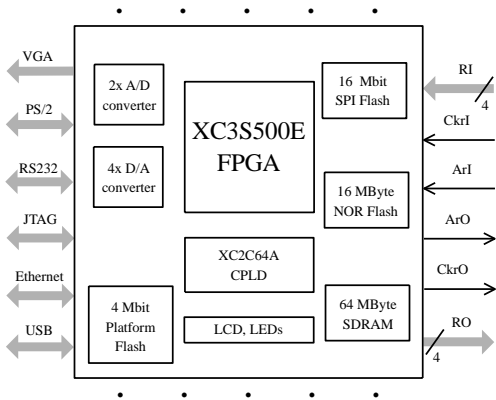 VGA
PS/2
RS232
JTAG
Ethernet
USB
2x A/D
converter
4x D/A
converter
4 Mbit
Platform
Flash
XC3S500E
FPGA
XC2C64A
CPLD
LCD, LEDs
16 Mbit
SPI Flash
16 MByte
NOR Flash
64 MByte
SDRAM
RI
4
CkrI
ArI
ArO
CkrO
RO
4